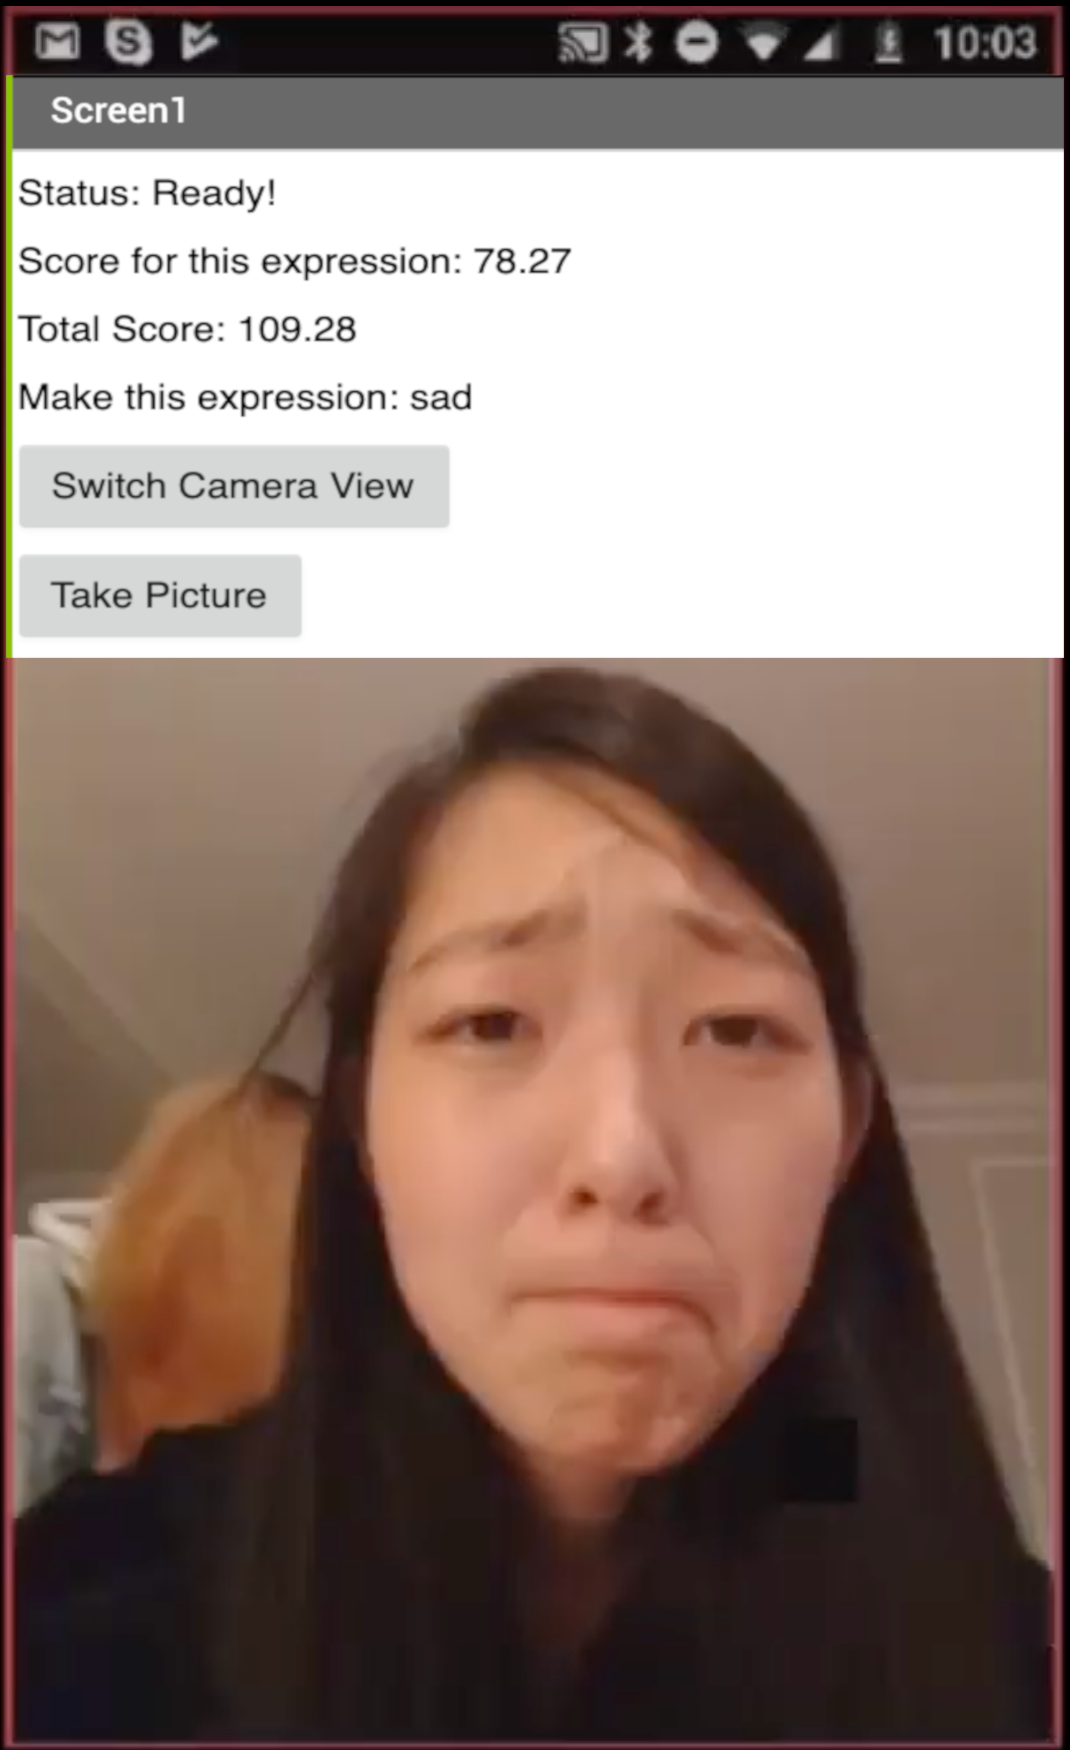 10:03
Screen1
Status: Ready!
Score for this expression: 78.27
Total Score: 109.28
Make this expression: sad
Switch Camera View
Take Picture